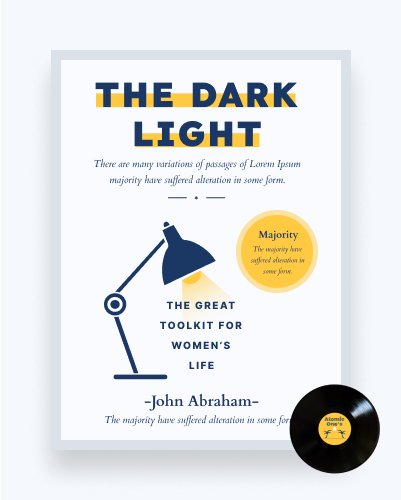 THE DARK
LIGHT
There are many variations of passages of Lorem Ipsum
majority have suffered alteration in some form.
Majority
The majority have
suffered alteration in
some form.
THE GREAT
TOOLKIT FOR
WOMEN'S
LIFE
-John Abraham-
The majority have suffered alteration in some for
Atomic
One's